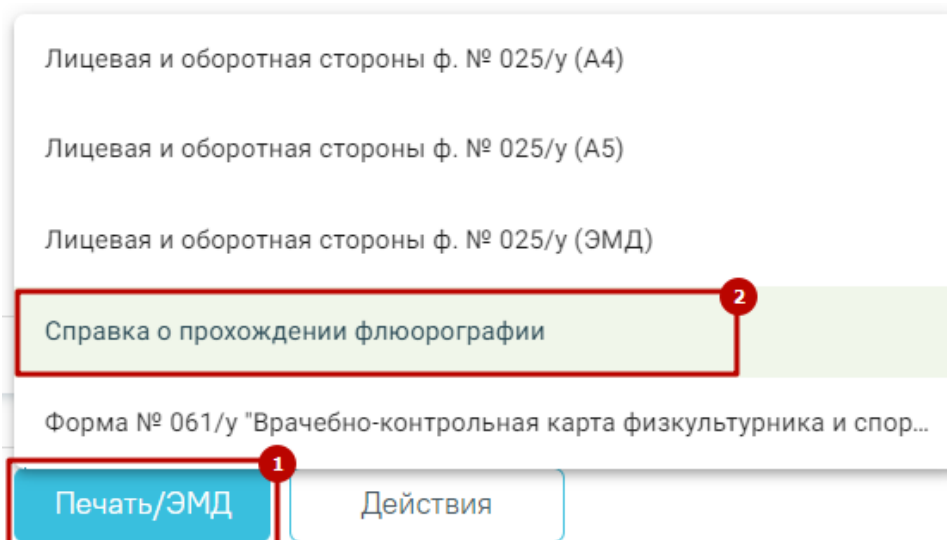 Лицевая и оборотная стороны ф. № 025/у (А4)
Лицевая и оборотная стороны ф. № 025/у (А5)
Лицевая и оборотная стороны ф. № 025/у (ЭМД)
2
Справка о прохождении флюорографии
Форма № 061/у "Врачебно-контрольная карта физкультурника и спор...
1
Печать/ЭМД Действия